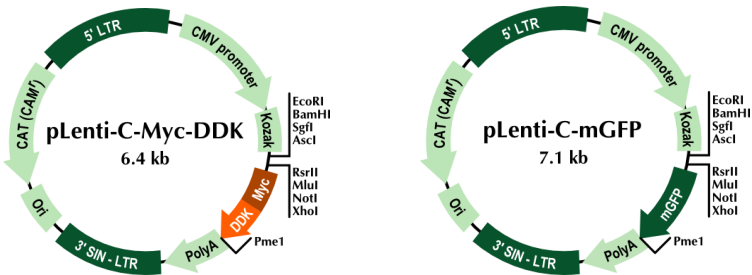 5' LTR
CMV promoter
CAT (CAMr)
Kozak
EcoRI
BamHI
SgfI
AscI
pLenti-C-Myc-DDK
6.4 kb
RsrII
MluI
NotI
XhoI
Myc
DDK
Ori
3' SIN - LTR
PolyA
Pme1
5' LTR
CMV promoter
CAT (CAMr)
Kozak
EcoRI
BamHI
SgfI
AscI
pLenti-C-mGFP
7.1 kb
RsrII
MluI
NotI
XhoI
mGFP
Ori
3' SIN - LTR
PolyA
Pme1